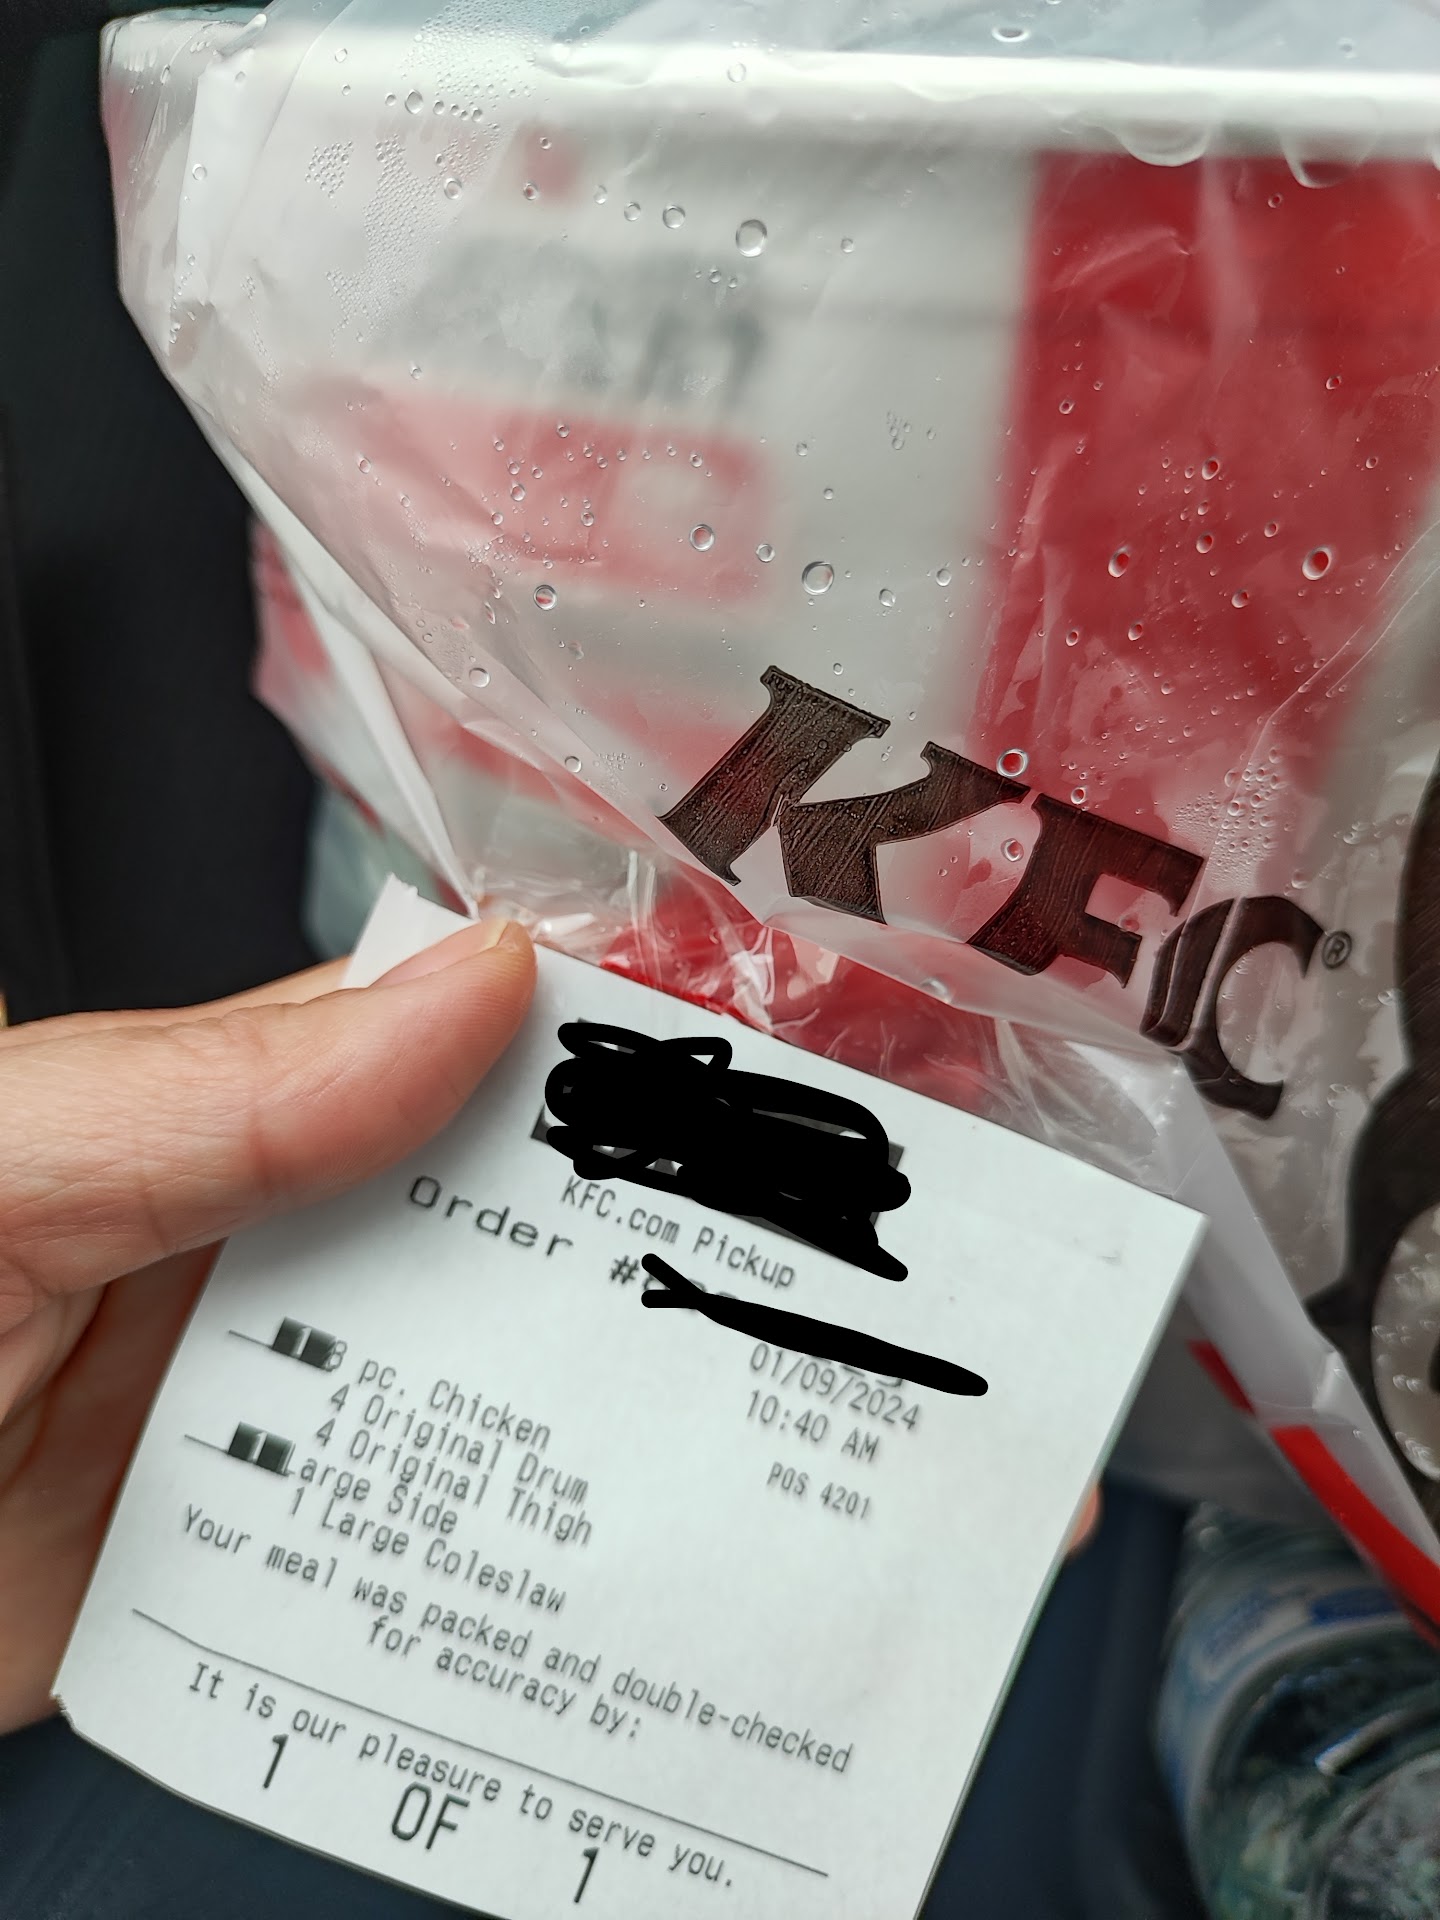 KFC®
KFC.com Pickup
Order #
01/09/2024
10:40 AM
POS 4201
1 8 pc. Chicken
4 Original Drum
4 Original Thigh
1 Large Side
1 Large Coleslaw
Your meal was packed and double-checked
for accuracy by:
It is our pleasure to serve you.
1 OF 1